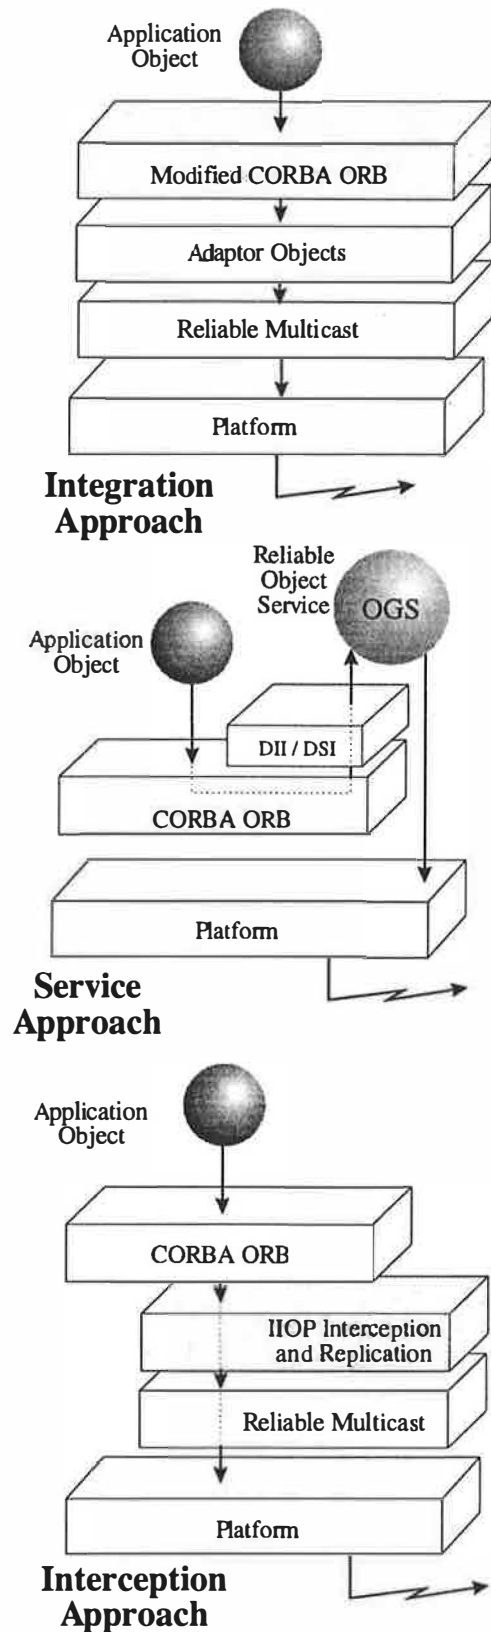 Application
Object
Modified CORBA ORB
Adaptor Objects
Reliable Multicast
Platform
Integration
Approach
Reliable
Object
Service
OGS
Application
Object
DII / DSI
CORBA ORB
Platform
Service
Approach
Application
Object
CORBA ORB
IIOP Interception
and Replication
Reliable Multicast
Platform
Interception
Approach